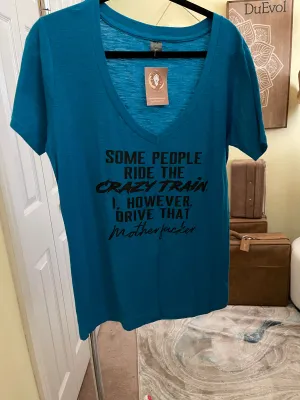 DuEvol
SOME PEOPLE
RIDE THE
CRAZY TRAIN
I, HOWEVER,
DRIVE THAT
Motherfucker